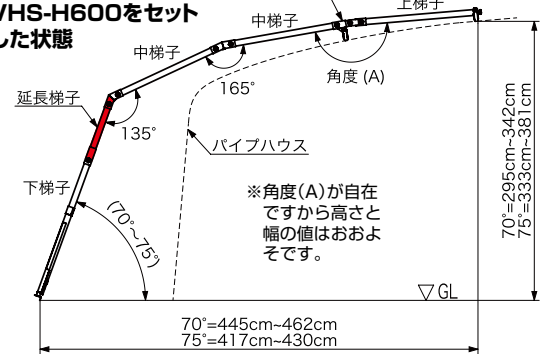 VHS-H600をセット
した状態
中梯子
上梯子
中梯子
165°
角度(A)
延長梯子
135°
パイプハウス
下梯子
(70°~75°)
※角度(A)が自在
ですから高さと
幅の値はおおよ
そです。
70°=295cm~342cm
75°=333cm~381cm
▽GL
70°=445cm~462cm
75°=417cm~430cm